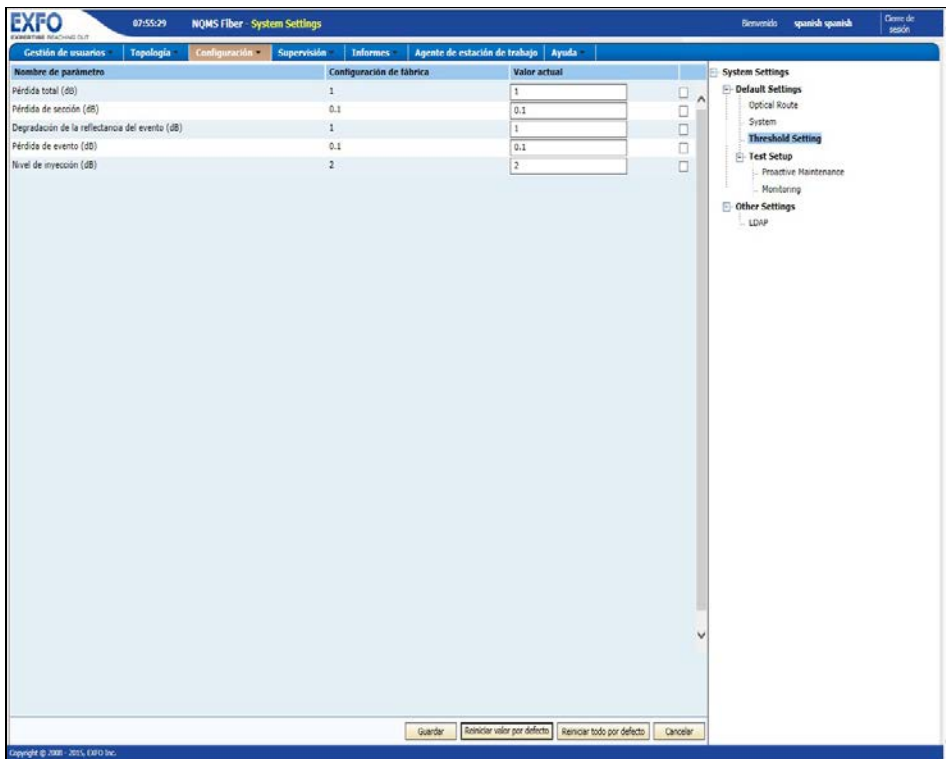 EXFO 07:55:29 NQMS Fiber - System Settings Bienvenido spanish spanish Cierre de sesión
EXPERTISE REACHING OUT
Gestión de usuarios Topología Configuración Supervisión Informes Agente de estación de trabajo Ayuda
Nombre de parámetro Configuración de fábrica Valor actual
Pérdida total (dB) 1 1
Pérdida de sección (dB) 0.1 0.1
Degradación de la reflectancia del evento (dB) 1 1
Pérdida de evento (dB) 0.1 0.1
Nivel de inyección (dB) 2 2
System Settings
Default Settings
Optical Route
System
Threshold Setting
Test Setup
Proactive Maintenance
Monitoring
Other Settings
LDAP
Guardar Reiniciar valor por defecto Reiniciar todo por defecto Cancelar
Copyright © 2008 - 2015, EXFO Inc.